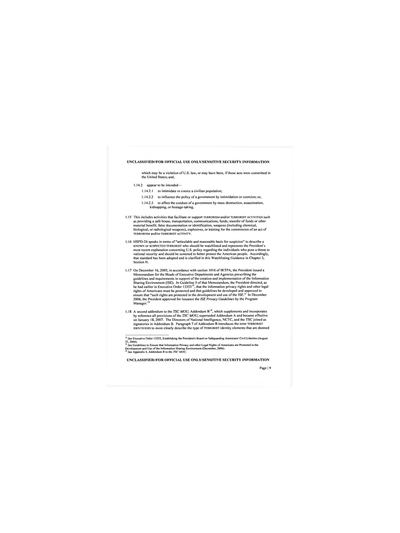 UNCLASSIFIED//FOR OFFICIAL USE ONLY/SENSITIVE SECURITY INFORMATION
which may be a violation of U.S. law, or may have been, if those acts were committed in
the United States; and,
1.14.2 appear to be intended –
1.14.2.1 to intimidate or coerce a civilian population;
1.14.2.2 to influence the policy of a government by intimidation or coercion; or,
1.14.2.3 to affect the conduct of a government by mass destruction, assassination,
kidnapping, or hostage-taking.
1.15 This includes activities that facilitate or support TERRORISM and/or TERRORIST ACTIVITIES such
as providing a safe house, transportation, communications, funds, transfer of funds or other
material benefit, false documentation or identification, weapons (including chemical,
biological, or radiological weapons), explosives, or training for the commission of an act of
TERRORISM and/or TERRORIST ACTIVITY.
1.16 HSPD-24 speaks in terms of "articulable and reasonable basis for suspicion" to describe a
KNOWN or SUSPECTED TERRORIST who should be watchlisted and represents the President's
most recent explanation concerning U.S. policy regarding the individuals who pose a threat to
national security and should be screened to better protect the American people. Accordingly,
that standard has been adopted and is clarified in this Watchlisting Guidance in Chapter 3,
Section II.
1.17 On December 16, 2005, in accordance with section 1016 of IRTPA, the President issued a
Memorandum for the Heads of Executive Departments and Agencies prescribing the
guidelines and requirements in support of the creation and implementation of the Information
Sharing Environment (ISE). In Guideline 5 of that Memorandum, the President directed, as
he had earlier in Executive Order 13353, that the information privacy rights and other legal
rights of Americans must be protected and that guidelines be developed and approved to
ensure that "such rights are protected in the development and use of the ISE." In December
2006, the President approved for issuance the ISE Privacy Guidelines by the Program
Manager.
1.18 A second addendum to the TSC MOU, Addendum B, which supplements and incorporates
by reference all provisions of the TSC MOU, superseded Addendum A and became effective
on January 18, 2007. The Directors of National Intelligence, NCTC, and the TSC joined as
signatories in Addendum B. Paragraph 7 of Addendum B introduces the term TERRORIST
IDENTIFIERS to more clearly describe the type of TERRORIST identity elements that are deemed
See Executive Order 13353, Establishing the President's Board on Safeguarding Americans' Civil Liberties (August
27, 2004).
See Guidelines to Ensure that Information Privacy and other Legal Rights of Americans are Protected in the
Development and Use of the Information Sharing Environment (December, 2006).
See Appendix 5, Addendum B to the TSC MOU.
UNCLASSIFIED//FOR OFFICIAL USE ONLY/SENSITIVE SECURITY INFORMATION
Page | 9